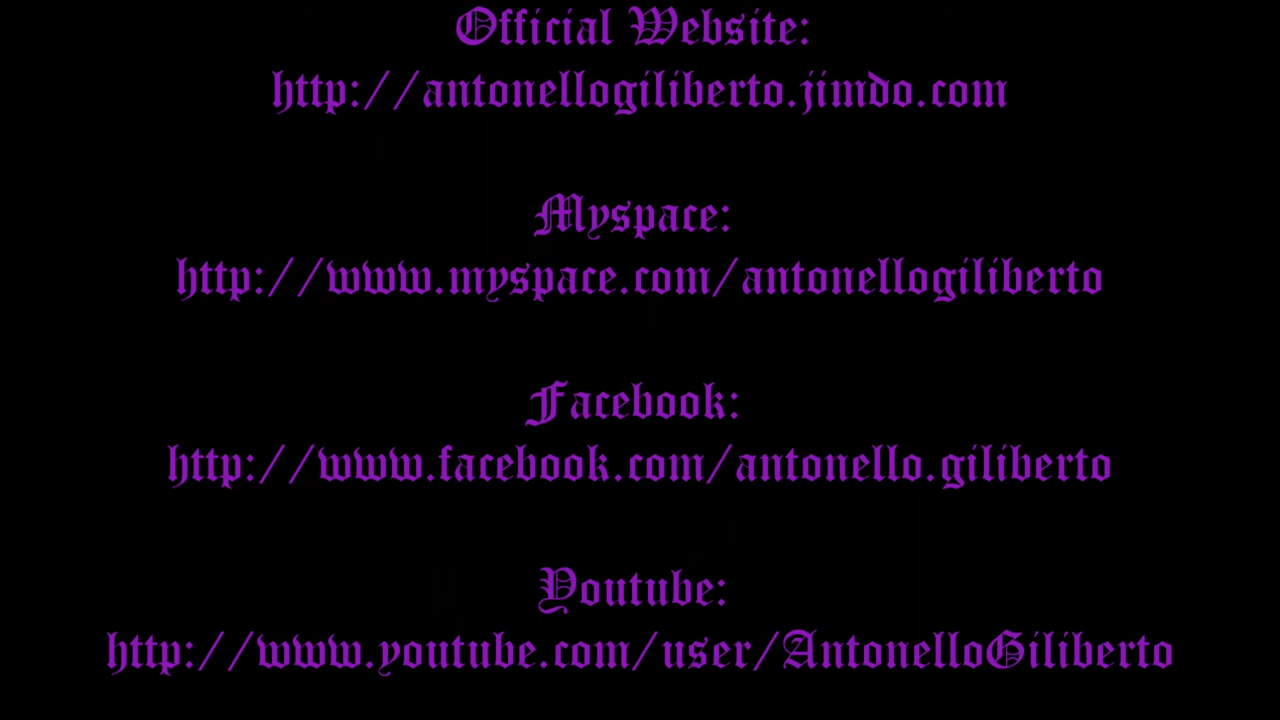 Official Website:
http://antonellogiliberto.jimdo.com
Myspace:
http://www.myspace.com/antonellogiliberto
Facebook:
http://www.facebook.com/antonello.giliberto
Youtube:
http://www.youtube.com/user/AntonelloGiliberto